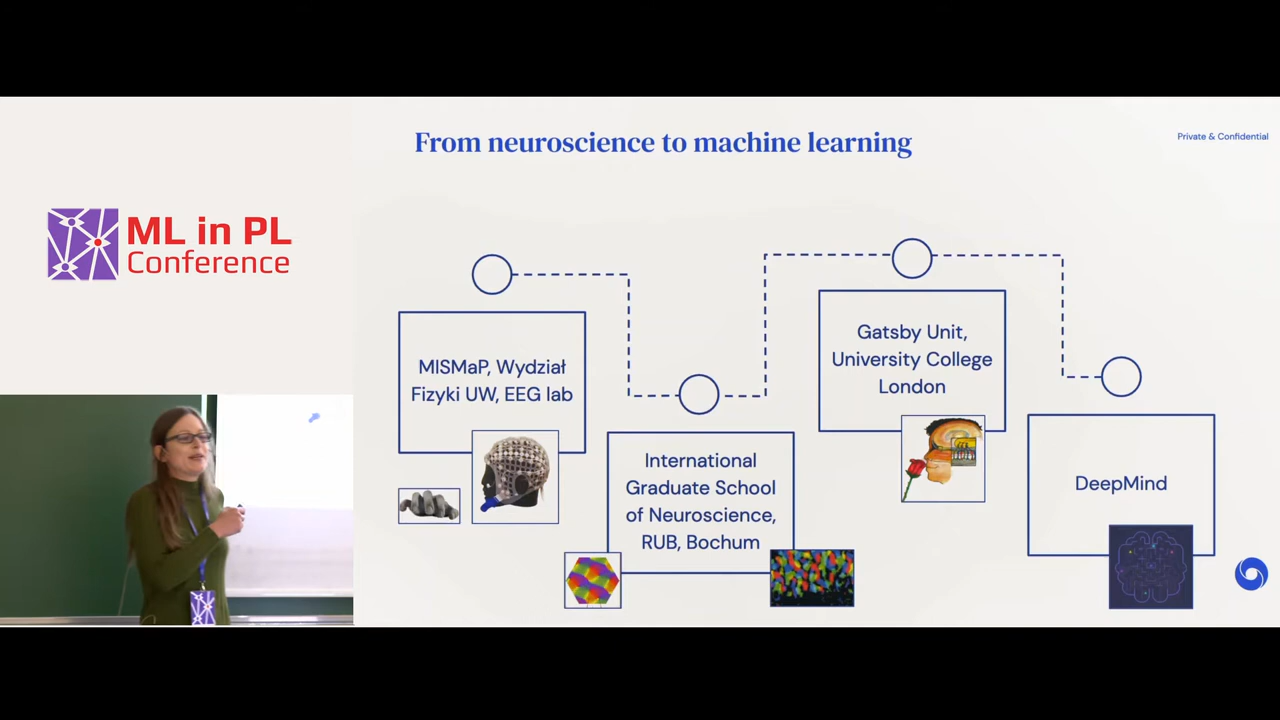 From neuroscience to machine learning
Private & Confidential
ML in PL
Conference
MISMaP, Wydział
Fizyki UW, EEG lab
International
Graduate School
of Neuroscience,
RUB, Bochum
Gatsby Unit,
University College
London
DeepMind